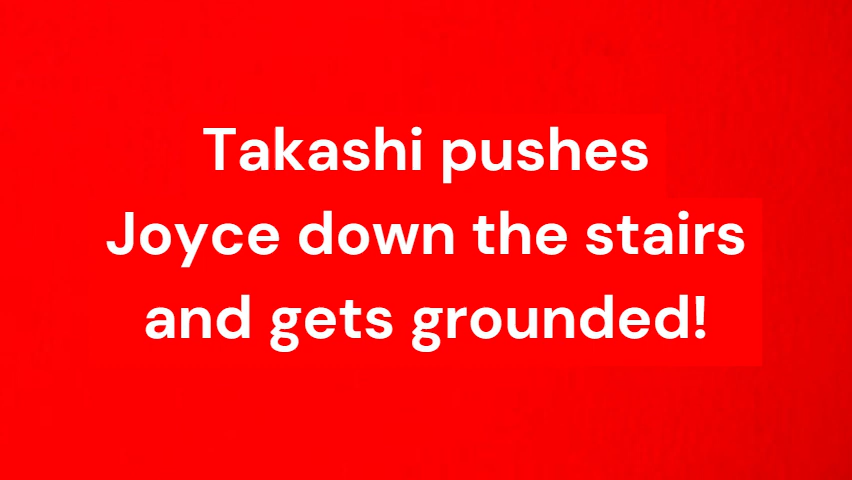 Takashi pushes
Joyce down the stairs
and gets grounded!